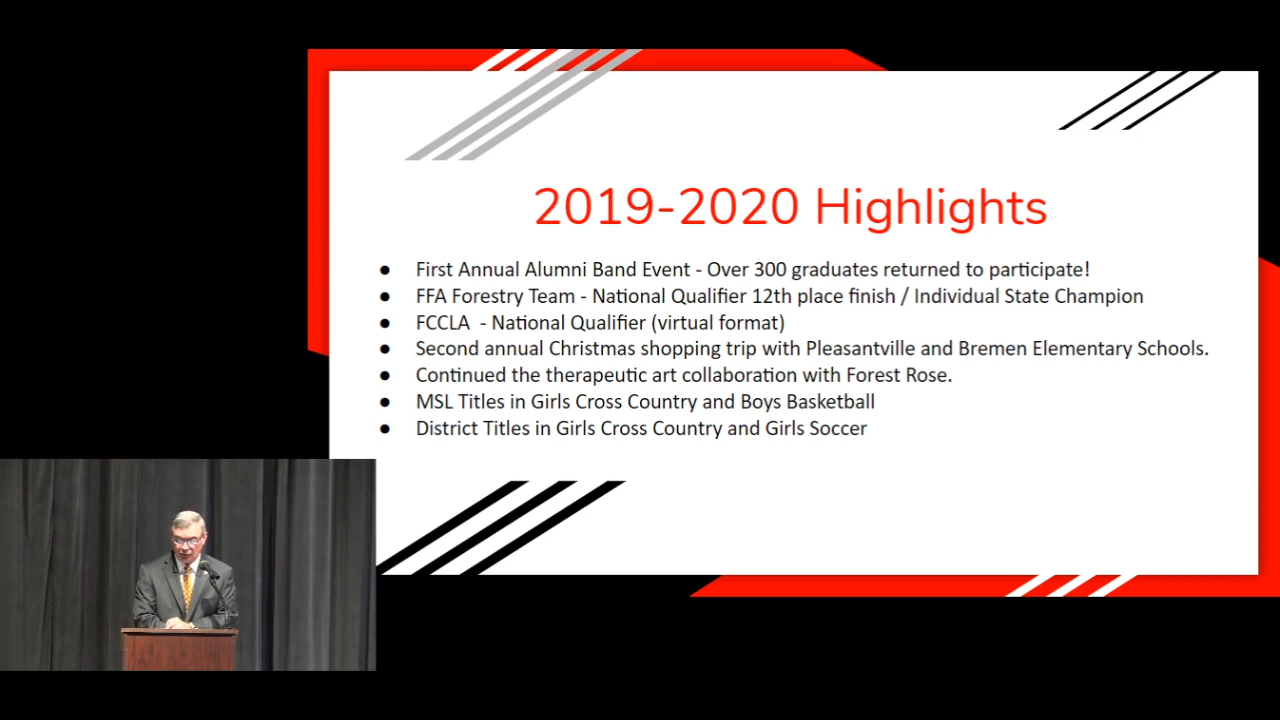 2019-2020 Highlights
● First Annual Alumni Band Event - Over 300 graduates returned to participate!
● FFA Forestry Team - National Qualifier 12th place finish / Individual State Champion
● FCCLA  - National Qualifier (virtual format)
● Second annual Christmas shopping trip with Pleasantville and Bremen Elementary Schools.
● Continued the therapeutic art collaboration with Forest Rose.
● MSL Titles in Girls Cross Country and Boys Basketball
● District Titles in Girls Cross Country and Girls Soccer